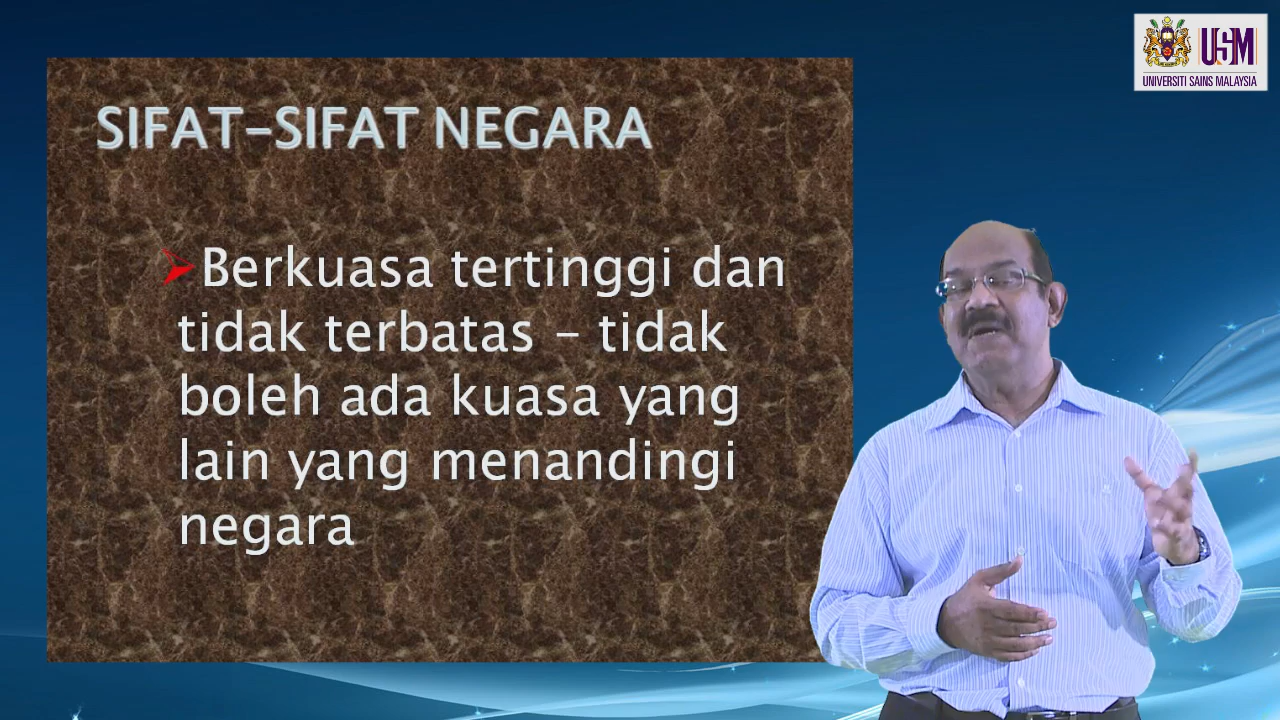 USM
UNIVERSITI SAINS MALAYSIA
SIFAT-SIFAT NEGARA
Berkuasa tertinggi dan
tidak terbatas - tidak
boleh ada kuasa yang
lain yang menandingi
negara